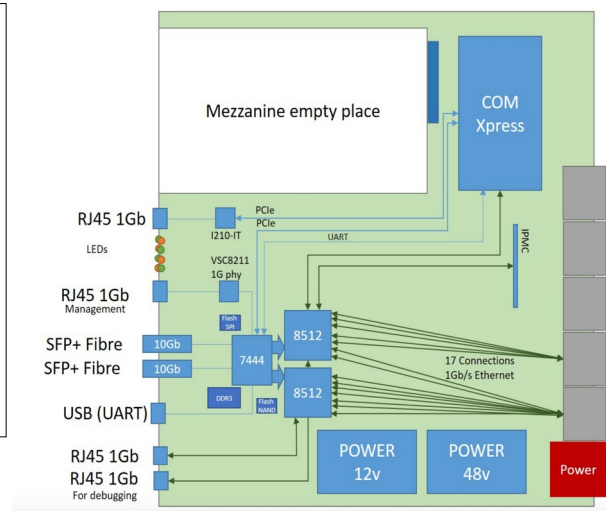 Mezzanine empty place
COM
Xpress
RJ45 1Gb
I210-IT
PCIe
PCIe
UART
LEDs
IPMC
VSC8211
1G phy
RJ45 1Gb
Management
Flash
SPI
8512
SFP+ Fibre
10Gb
7444
SFP+ Fibre
10Gb
17 Connections
1Gb/s Ethernet
8512
DDR3
Flash
NAND
USB (UART)
RJ45 1Gb
RJ45 1Gb
For debugging
POWER
12v
POWER
48v
Power